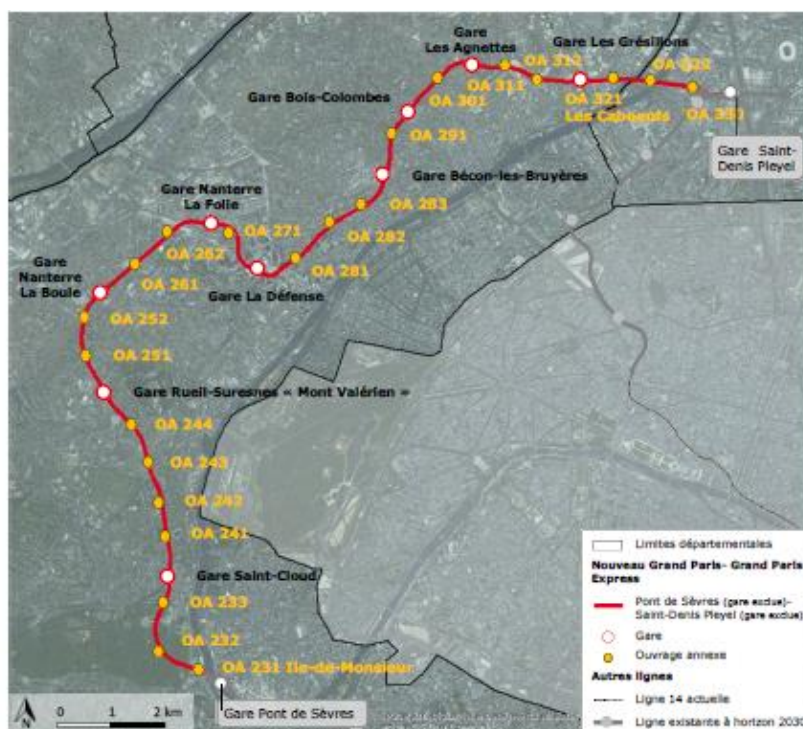 Gare
Les Agnettes
Gare Les Grésillons
OA 312
OA 322
OA 311
OA 301
OA 321
Les Caboeufs
Gare Bois-Colombes
OA 291
Gare Saint-
Denis Pleyel
Gare Bécon-les-Bruyères
Gare Nanterre
La Folie
OA 283
OA 271
OA 282
OA 262
OA 281
Gare
Nanterre
La Boule
OA 261
Gare La Défense
OA 252
OA 251
Gare Rueil-Suresnes « Mont Valérien »
OA 244
OA 243
OA 242
OA 241
Gare Saint-Cloud
OA 233
OA 232
OA 231 Ile-de-Monsieur
Gare Pont de Sèvres
N
0 1 2 km
Limites départementales
Nouveau Grand Paris- Grand Paris
Express
Pont de Sèvres (gare exclue)-
Saint-Denis Pleyel (gare exclue)
Gare
Ouvrage annexe
Autres lignes
Ligne 14 actuelle
Ligne existante à horizon 2030